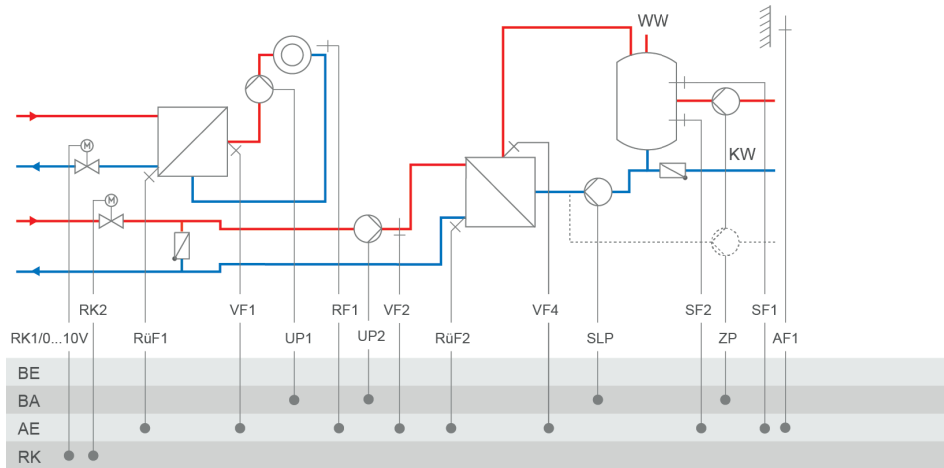 WW
M
KW
M
RK2 VF1 RF1 VF2 VF4 SF2 SF1
RK1/0...10V RüF1 UP1 UP2 RüF2 SLP ZP AF1
BE
BA
AE
RK